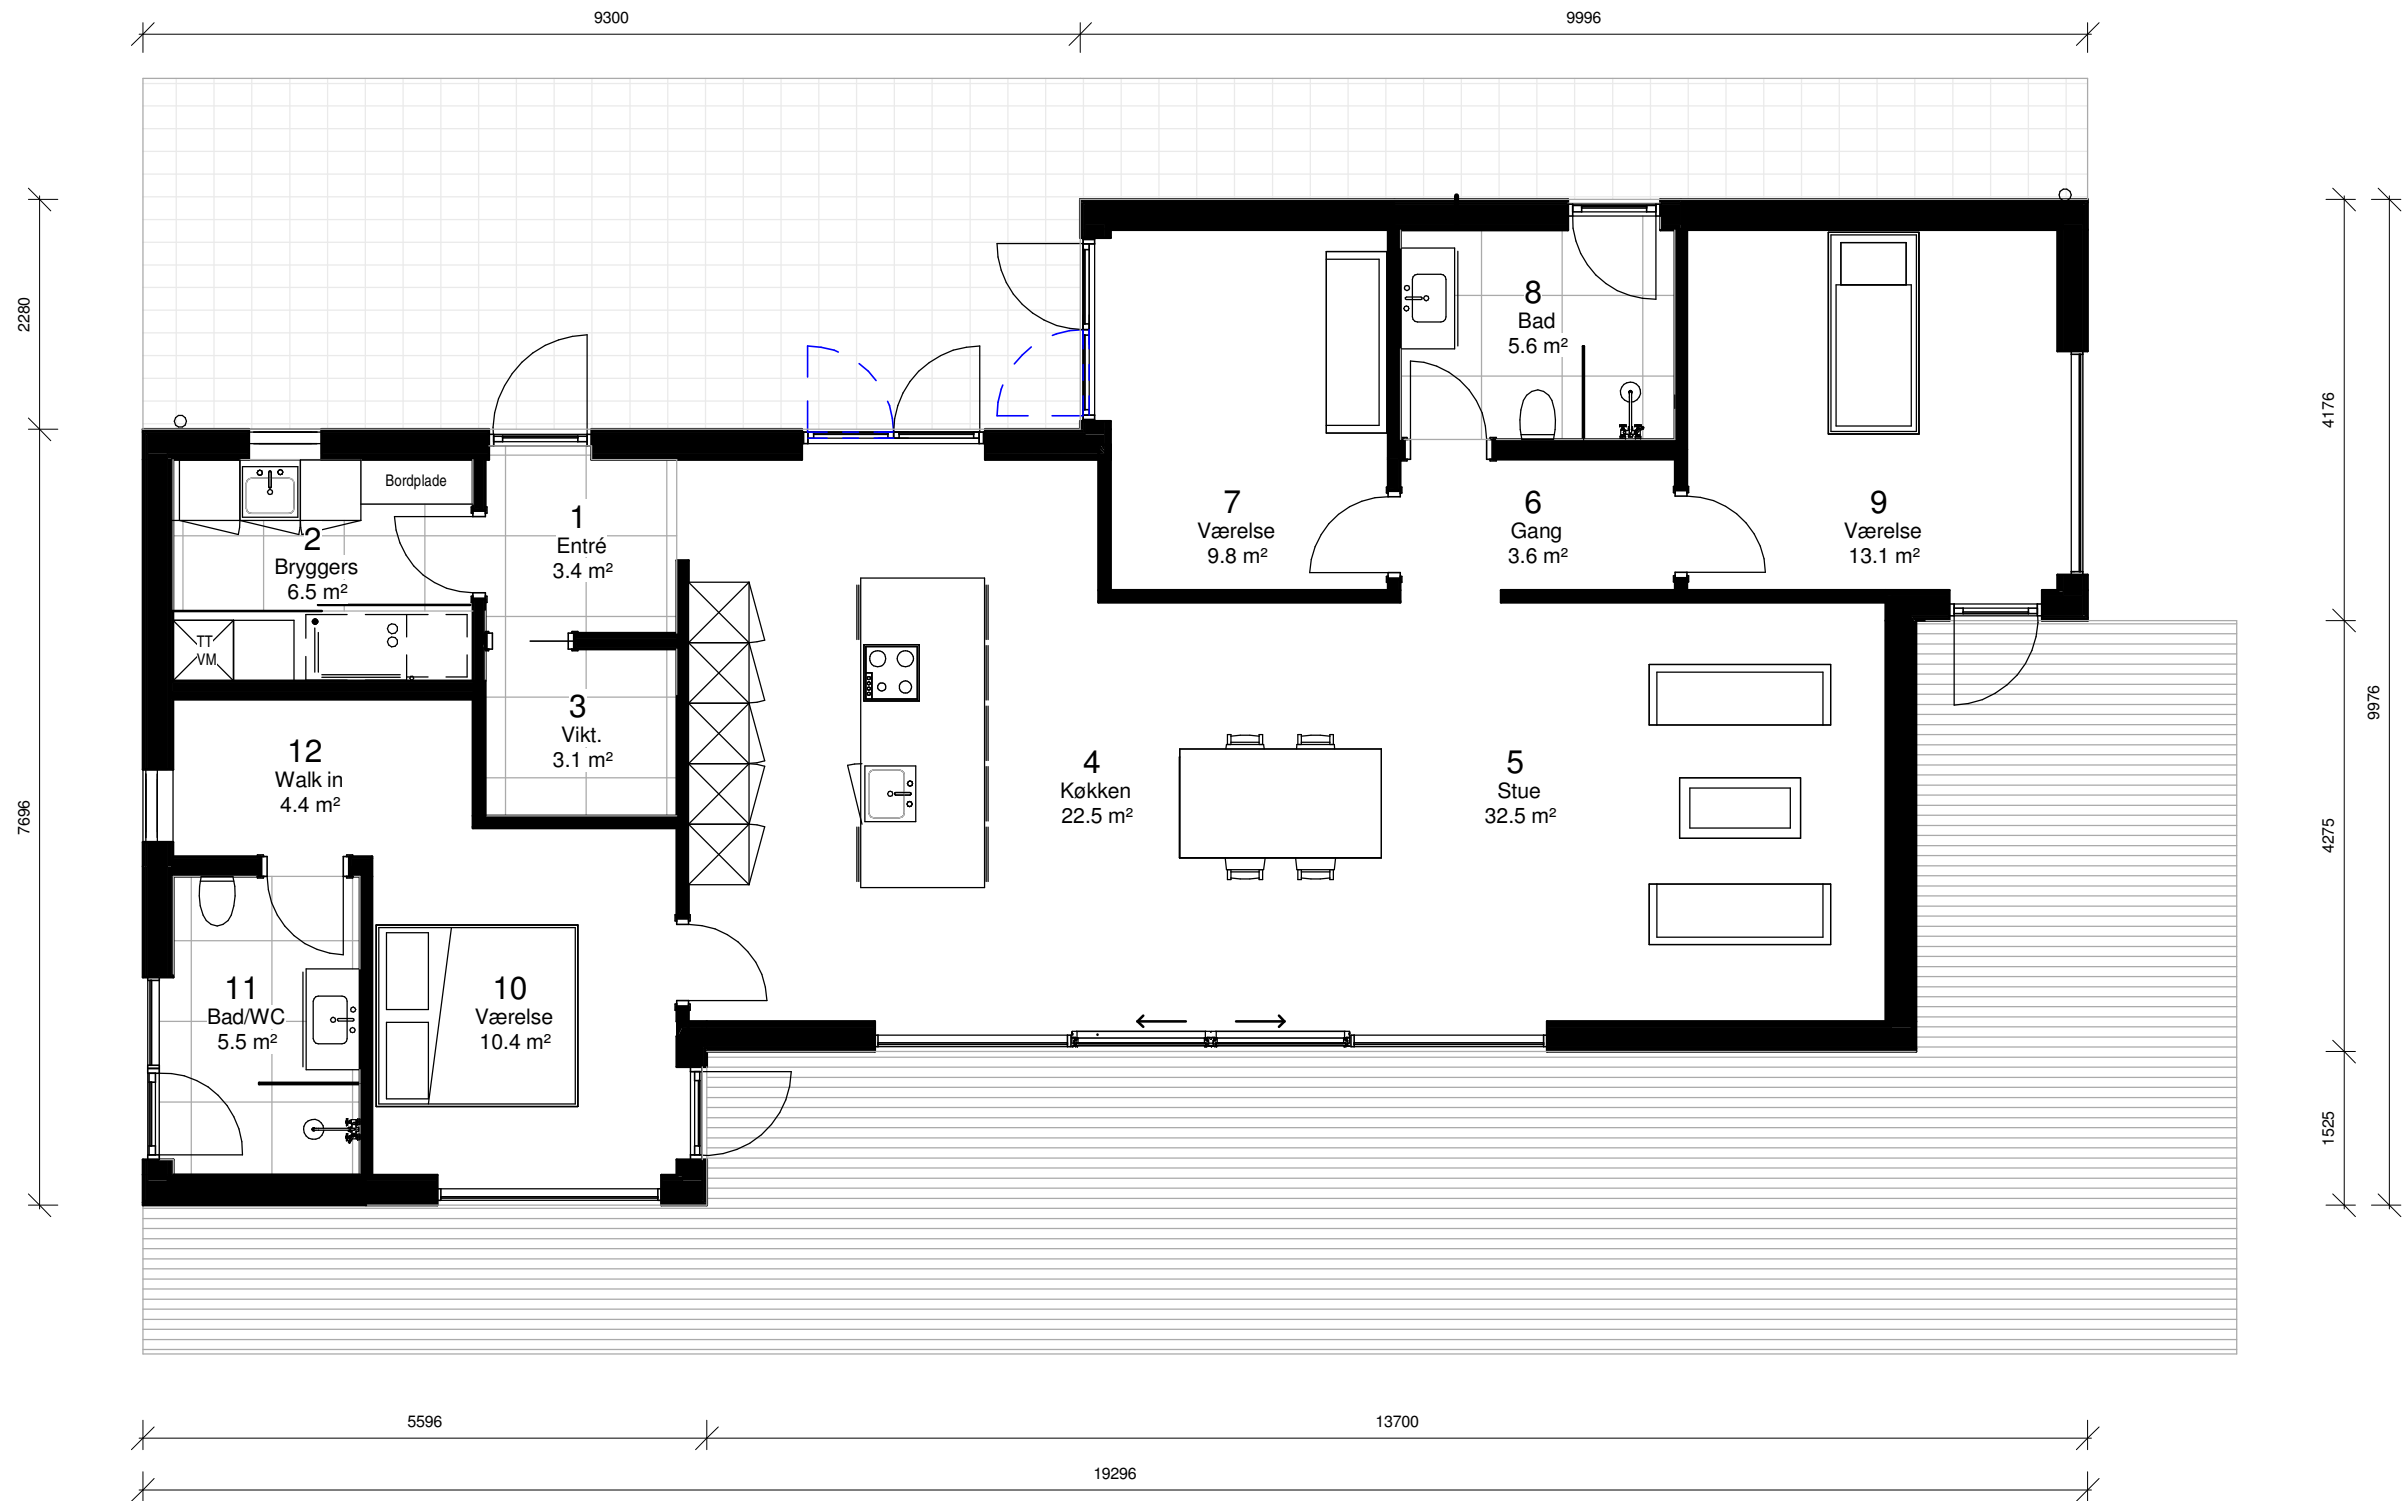 9300
9996
2280
7696
4176
9976
4275
1525
Bordplade
1
Entré
3.4 m²
2
Bryggers
6.5 m²
TT
VM
3
Vikt.
3.1 m²
4
Køkken
22.5 m²
5
Stue
32.5 m²
6
Gang
3.6 m²
7
Værelse
9.8 m²
8
Bad
5.6 m²
9
Værelse
13.1 m²
10
Værelse
10.4 m²
11
Bad/WC
5.5 m²
12
Walk in
4.4 m²
5596
13700
19296